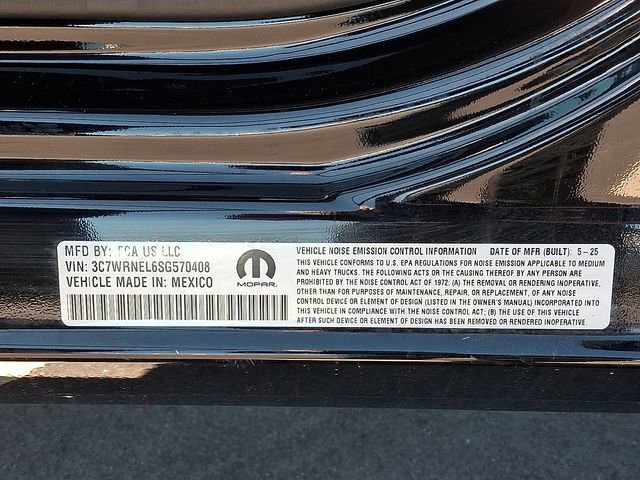 MFD BY: FCA US LLC
VIN: 3C7WRNEL6SG570408
VEHICLE MADE IN: MEXICO
MOPAR
VEHICLE NOISE EMISSION CONTROL INFORMATION DATE OF MFR (BUILT): 5-25
THIS VEHICLE CONFORMS TO U.S. EPA REGULATIONS FOR NOISE EMISSION APPLICABLE TO MEDIUM
AND HEAVY TRUCKS. THE FOLLOWING ACTS OR THE CAUSING THEREOF BY ANY PERSON ARE
PROHIBITED BY THE NOISE CONTROL ACT OF 1972: (A) THE REMOVAL OR RENDERING INOPERATIVE,
OTHER THAN FOR PURPOSES OF MAINTENANCE, REPAIR, OR REPLACEMENT, OF ANY NOISE
CONTROL DEVICE OR ELEMENT OF DESIGN (LISTED IN THE OWNER'S MANUAL) INCORPORATED INTO
THIS VEHICLE IN COMPLIANCE WITH THE NOISE CONTROL ACT; (B) THE USE OF THIS VEHICLE
AFTER SUCH DEVICE OR ELEMENT OF DESIGN HAS BEEN REMOVED OR RENDERED INOPERATIVE.